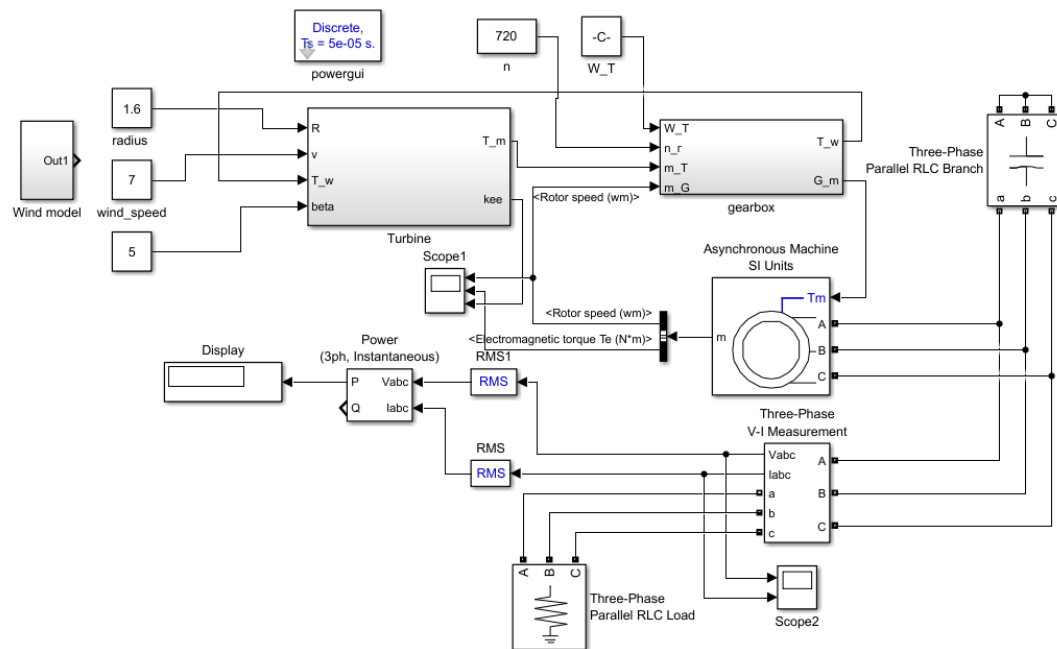 Discrete,
Ts = 5e-05 s.
powergui
720
n
-C-
W_T
1.6
radius
Out1
Wind model
7
wind_speed
5
R
v
T_w
beta
T_m
kee
Turbine
W_T
n_r
m_T
m_G
T_w
G_m
gearbox
<Rotor speed (wm)>
A
B
C
Three-Phase
Parallel RLC Branch
a
b
c
Scope1
Asynchronous Machine
SI Units
Tm
m
A
B
C
<Rotor speed (wm)>
<Electromagnetic torque Te (N*m)>
Display
Power
(3ph, Instantaneous)
P
Q
Vabc
Iabc
RMS1
RMS
RMS
RMS
Three-Phase
V-I Measurement
Vabc
Iabc
a
b
c
A
B
C
A
B
C
Three-Phase
Parallel RLC Load
Scope2